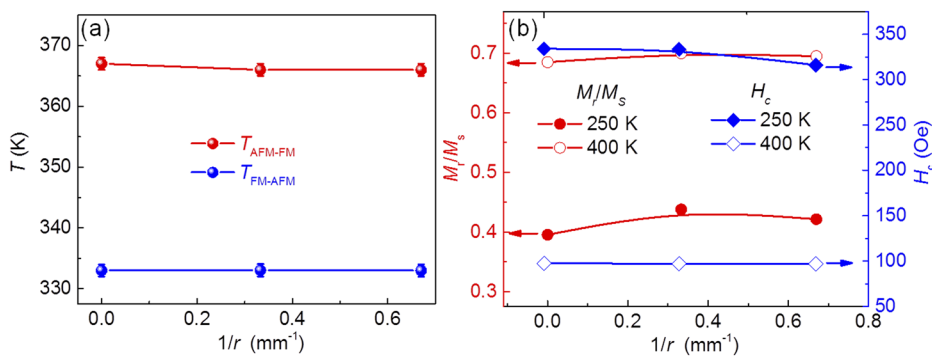 (a)
370
360
350
340
330
T (K)
T_AFM-FM
T_FM-AFM
0.0 0.2 0.4 0.6
1/r (mm⁻¹)
(b)
0.7
0.6
0.5
0.4
0.3
M_r/M_s
M_r/M_S H_c
250 K 250 K
400 K 400 K
350
300
250
200
150
100
50
H_c (Oe)
0.0 0.2 0.4 0.6 0.8
1/r (mm⁻¹)